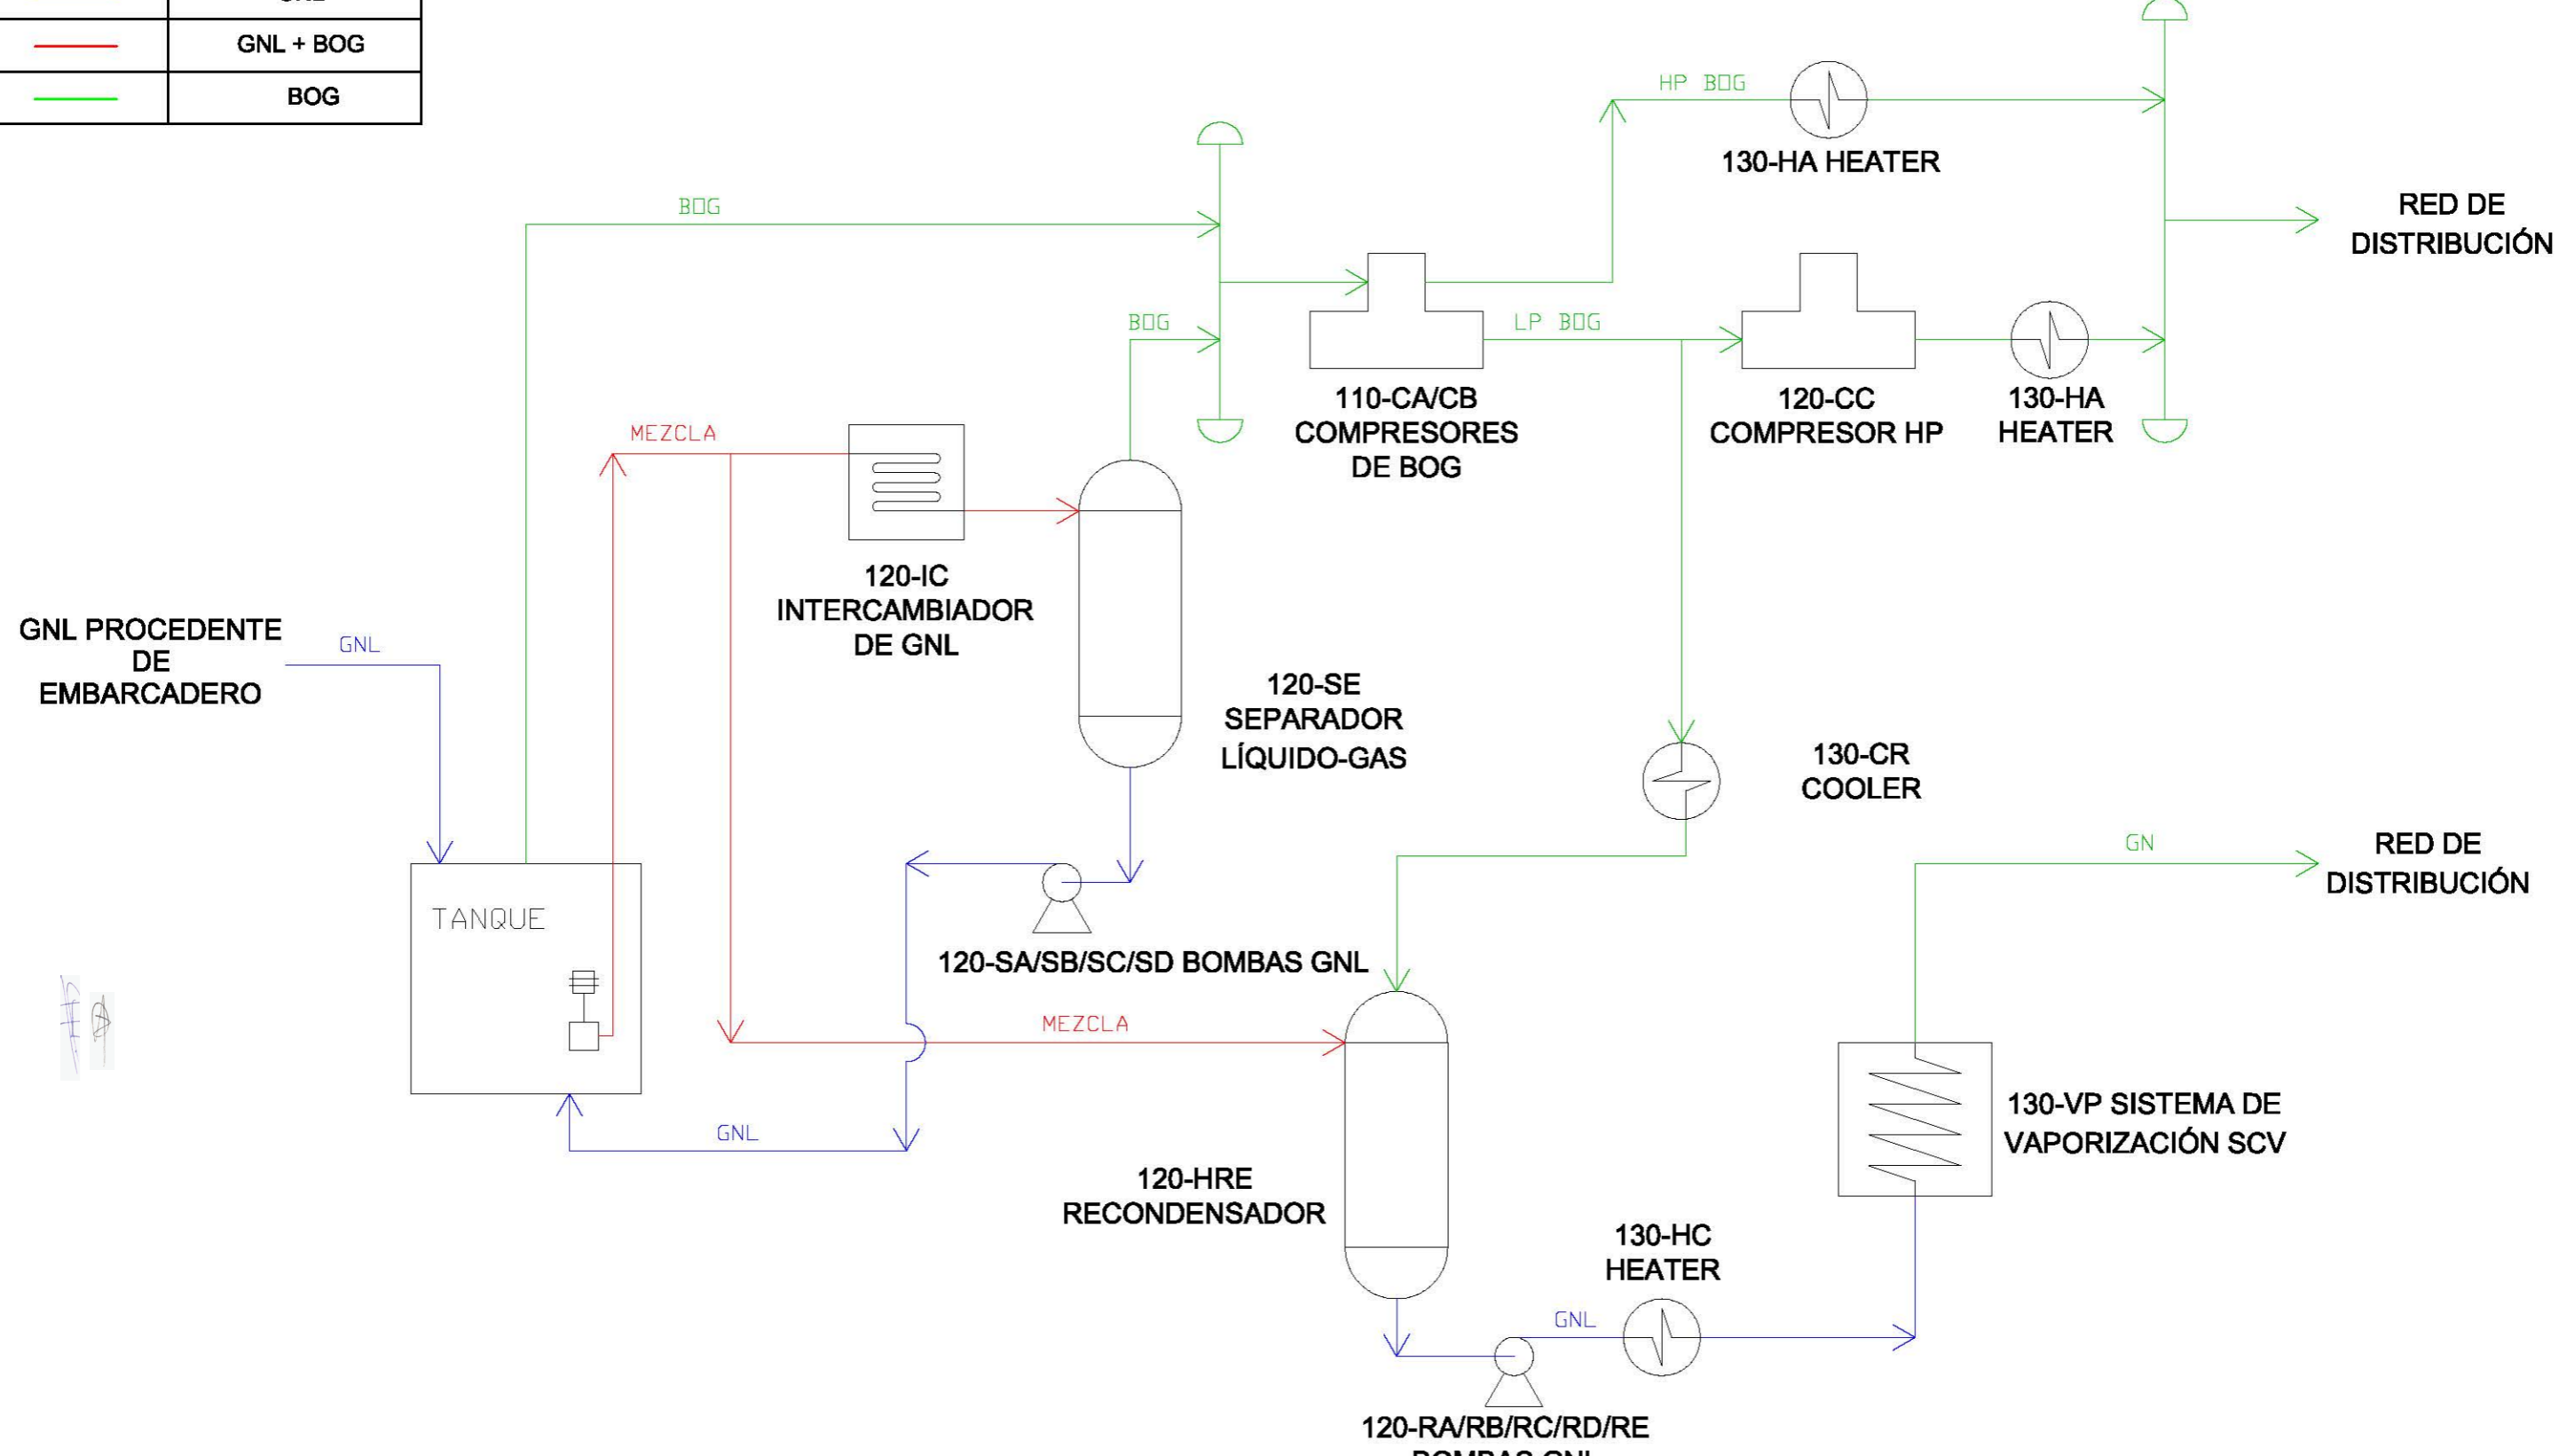 GNL + BOG
BOG
HP BOG
130-HA HEATER
BOG
RED DE
DISTRIBUCIÓN
BOG
LP BOG
110-CA/CB
COMPRESORES
DE BOG
120-CC
COMPRESOR HP
130-HA
HEATER
MEZCLA
120-IC
INTERCAMBIADOR
DE GNL
GNL PROCEDENTE
DE
EMBARCADERO
GNL
120-SE
SEPARADOR
LÍQUIDO-GAS
130-CR
COOLER
GN
RED DE
DISTRIBUCIÓN
TANQUE
120-SA/SB/SC/SD BOMBAS GNL
MEZCLA
GNL
130-VP SISTEMA DE
VAPORIZACIÓN SCV
120-HRE
RECONDENSADOR
130-HC
HEATER
GNL
120-RA/RB/RC/RD/RE
BOMBAS GNL